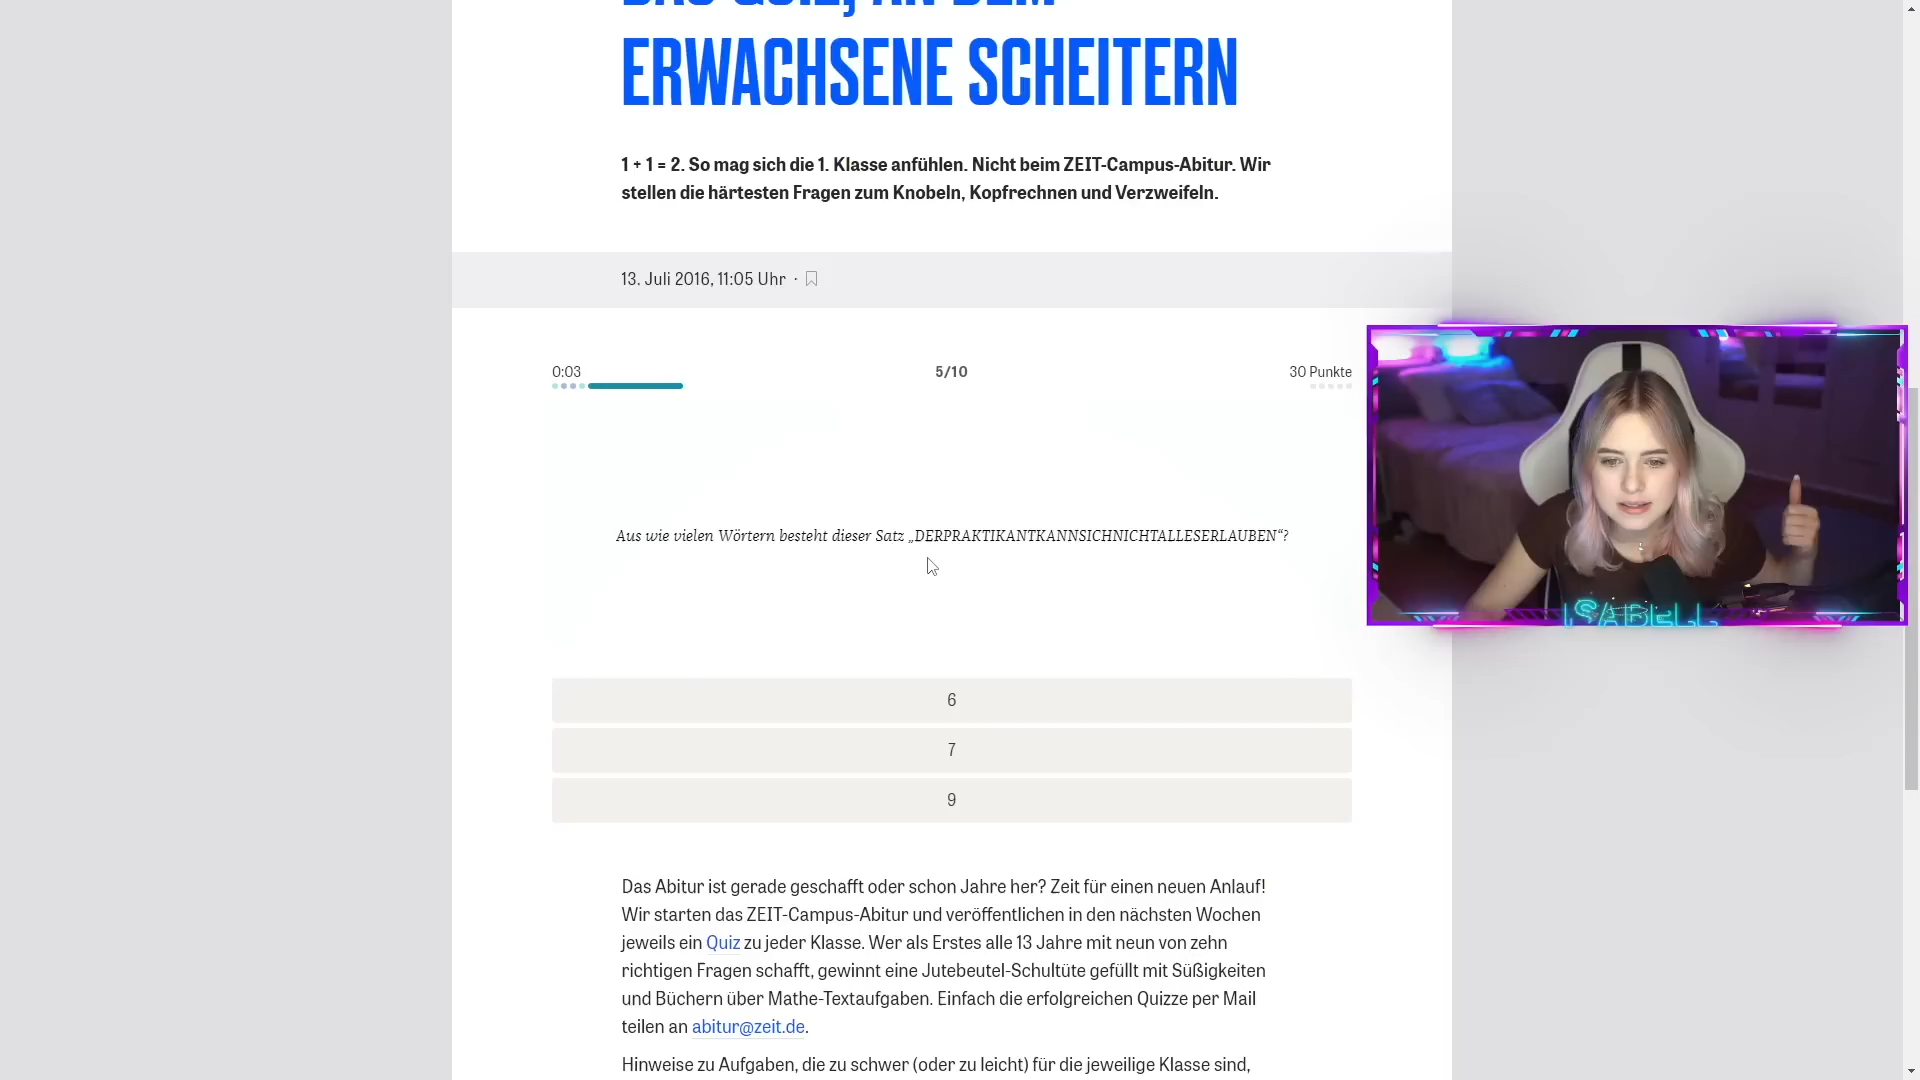 ERWACHSENE SCHEITERN
1 + 1 = 2. So mag sich die 1. Klasse anfühlen. Nicht beim ZEIT-Campus-Abitur. Wir
stellen die härtesten Fragen zum Knobeln, Kopfrechnen und Verzweifeln.
13. Juli 2016, 11:05 Uhr ·
0:03
5/10
30 Punkte
Aus wie vielen Wörtern besteht dieser Satz „DERPRAKTIKANTKANNSICHNICHTALLESERLAUBEN“?
6
7
9
ISABELL
Das Abitur ist gerade geschafft oder schon Jahre her? Zeit für einen neuen Anlauf!
Wir starten das ZEIT-Campus-Abitur und veröffentlichen in den nächsten Wochen
jeweils ein Quiz zu jeder Klasse. Wer als Erstes alle 13 Jahre mit neun von zehn
richtigen Fragen schafft, gewinnt eine Jutebeutel-Schultüte gefüllt mit Süßigkeiten
und Büchern über Mathe-Textaufgaben. Einfach die erfolgreichen Quizze per Mail
teilen an abitur@zeit.de.
Hinweise zu Aufgaben, die zu schwer (oder zu leicht) für die jeweilige Klasse sind,